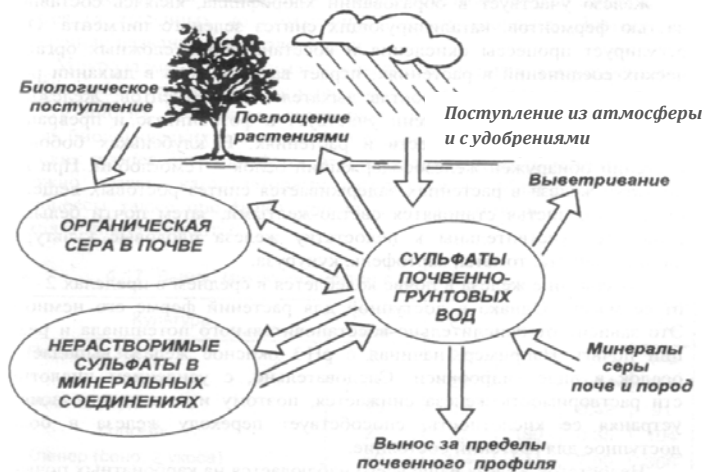 Биологическое
поступление
Поглощение
растениями
Поступление из атмосферы
и с удобрениями
Выветривание
ОРГАНИЧЕСКАЯ
СЕРА В ПОЧВЕ
СУЛЬФАТЫ
ПОЧВЕННО-
ГРУНТОВЫХ
ВОД
НЕРАСТВОРИМЫЕ
СУЛЬФАТЫ В
МИНЕРАЛЬНЫХ
СОЕДИНЕНИЯХ
Минералы
серы
почв и пород
Вынос за пределы
почвенного профиля